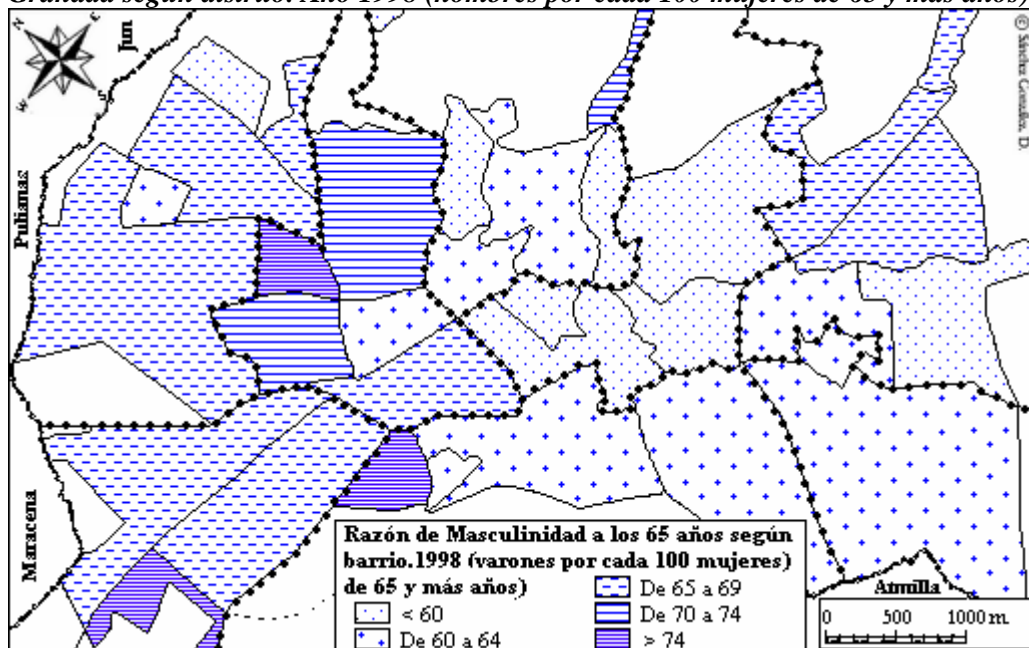 Granada según distrito. Año 1998 (hombres por cada 100 mujeres de 65 y más años)
© Sánchez González, D.
N
E
W
S
Jun
Pulianas
Maracena
Razón de Masculinidad a los 65 años según
barrio.1998 (varones por cada 100 mujeres)
de 65 y más años)
< 60
De 60 a 64
De 65 a 69
De 70 a 74
> 74
Armilla
0 500 1000 m.